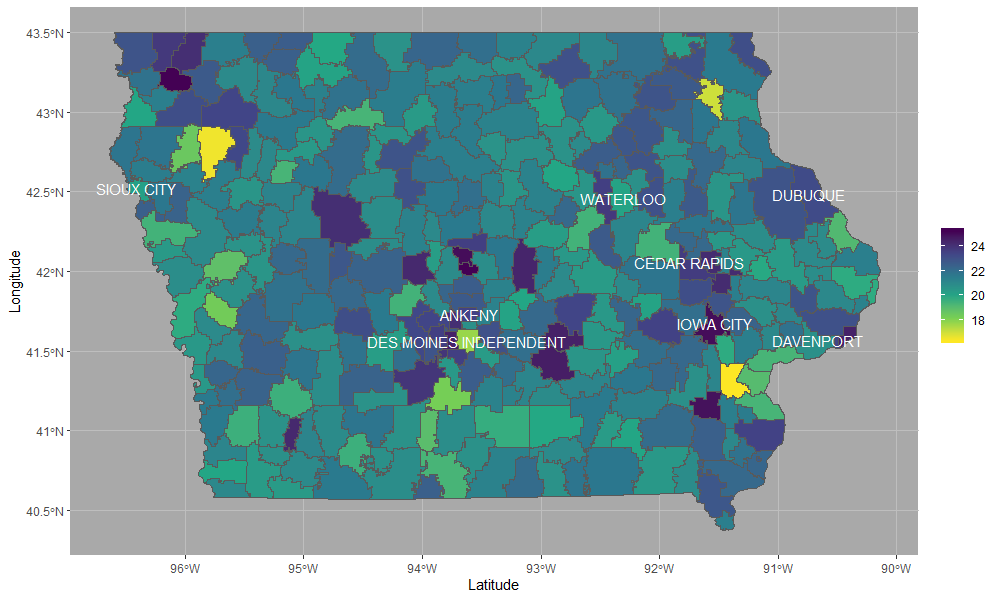 43.5°N
43°N
42.5°N
42°N
41.5°N
41°N
40.5°N
Longitude
SIOUX CITY
WATERLOO
DUBUQUE
CEDAR RAPIDS
ANKENY
IOWA CITY
DES MOINES INDEPENDENT
DAVENPORT
24
22
20
18
96°W
95°W
94°W
93°W
92°W
91°W
90°W
Latitude